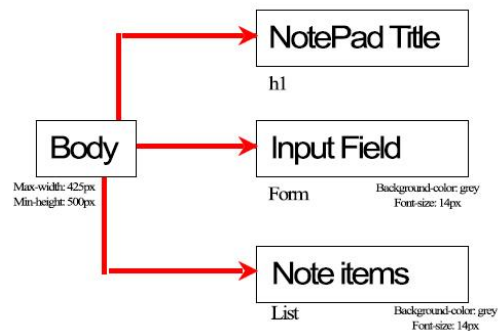 NotePad Title
h1
Body
Max-width: 425px
Min-height: 500px
Input Field
Form
Background-color: grey
Font-size: 14px
Note items
List
Background-color: grey
Font-size: 14px